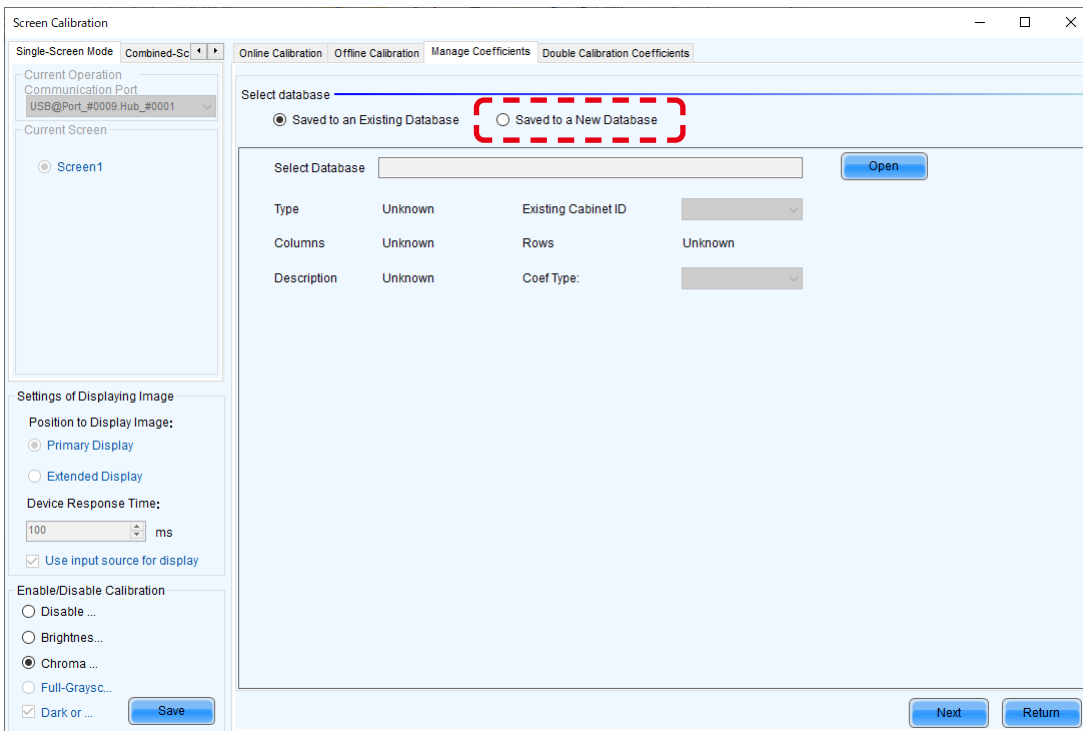 Screen Calibration
Single-Screen Mode Combined-Sc
Online Calibration Offline Calibration Manage Coefficients Double Calibration Coefficients
Current Operation
Communication Port
USB@Port_#0009.Hub_#0001
Current Screen
Screen1
Select database
Saved to an Existing Database Saved to a New Database
Select Database Open
Type Unknown Existing Cabinet ID
Columns Unknown Rows Unknown
Description Unknown Coef Type:
Settings of Displaying Image
Position to Display Image:
Primary Display
Extended Display
Device Response Time:
100 ms
Use input source for display
Enable/Disable Calibration
Disable ...
Brightnes...
Chroma ...
Full-Graysc...
Dark or ... Save
Next Return